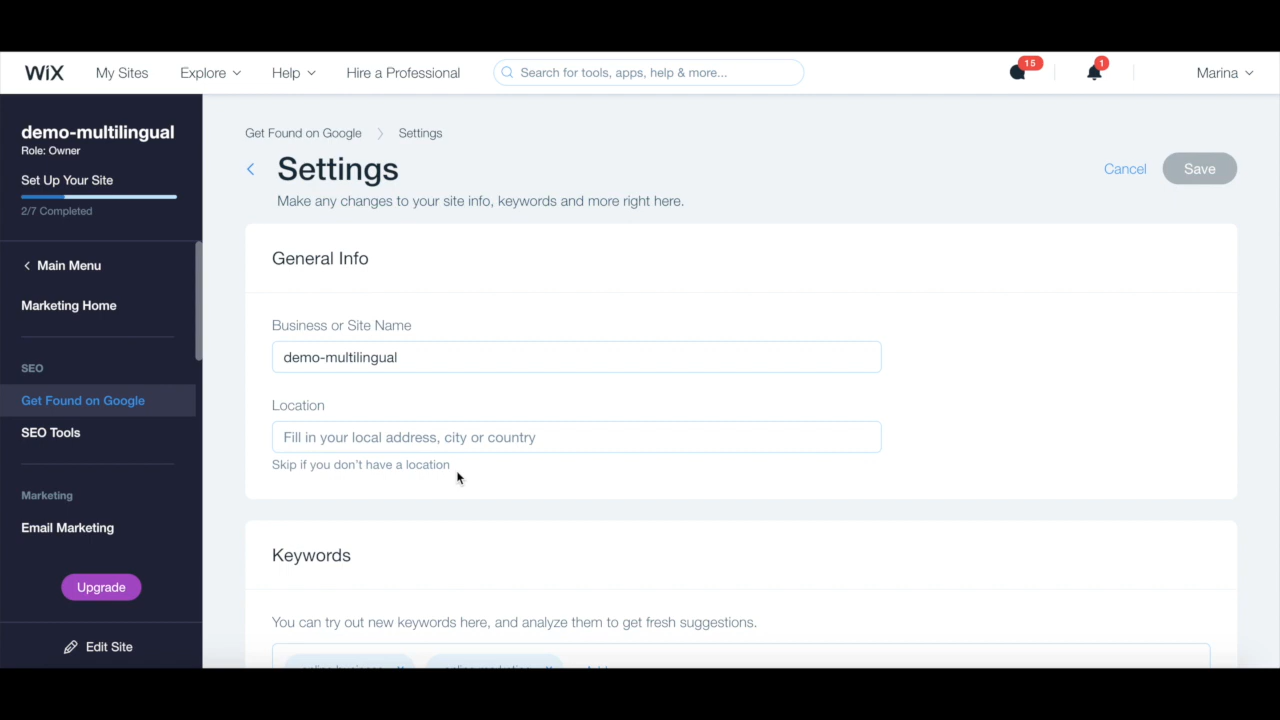 WiX My Sites Explore Help Hire a Professional Search for tools, apps, help & more... 15 1 Marina
demo-multilingual
Role: Owner
Set Up Your Site
2/7 Completed
Main Menu
Marketing Home
SEO
Get Found on Google
SEO Tools
Marketing
Email Marketing
Upgrade
Edit Site
Get Found on Google Settings
Settings
Cancel Save
Make any changes to your site info, keywords and more right here.
General Info
Business or Site Name
demo-multilingual
Location
Fill in your local address, city or country
Skip if you don't have a location
Keywords
You can try out new keywords here, and analyze them to get fresh suggestions.